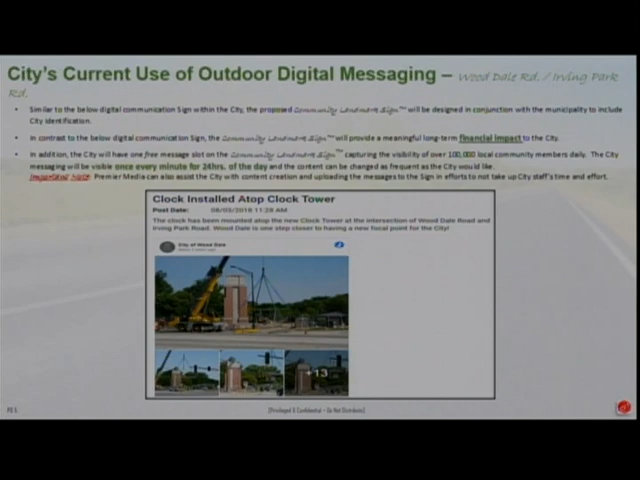 City's Current Use of Outdoor Digital Messaging – Wood Dale Rd. / Irving Park
Rd.
• Similar to the below digital communication Sign within the City, the proposed Community Landmark Sign™ will be designed in conjunction with the municipality to include
City identification.
• In contrast to the below digital communication Sign, the Community Landmark Sign™ will provide a meaningful long-term financial impact to the City.
• In addition, the City will have one free message slot on the Community Landmark Sign™ capturing the visibility of over 100,000 local community members daily. The City
messaging will be visible once every minute for 24hrs. of the day and the content can be changed as frequent as the City would like.
Important Note: Premier Media can also assist the City with content creation and uploading the messages to the Sign in efforts to not take up City staff's time and effort.
Clock Installed Atop Clock Tower
Post Date: 08/03/2018 11:28 AM
The clock has been mounted atop the new Clock Tower at the intersection of Wood Dale Road and
Irving Park Road. Wood Dale is one step closer to having a new focal point for the City!
City of Wood Dale
+13
PG 5
[Privileged & Confidential - Do Not Distribute]